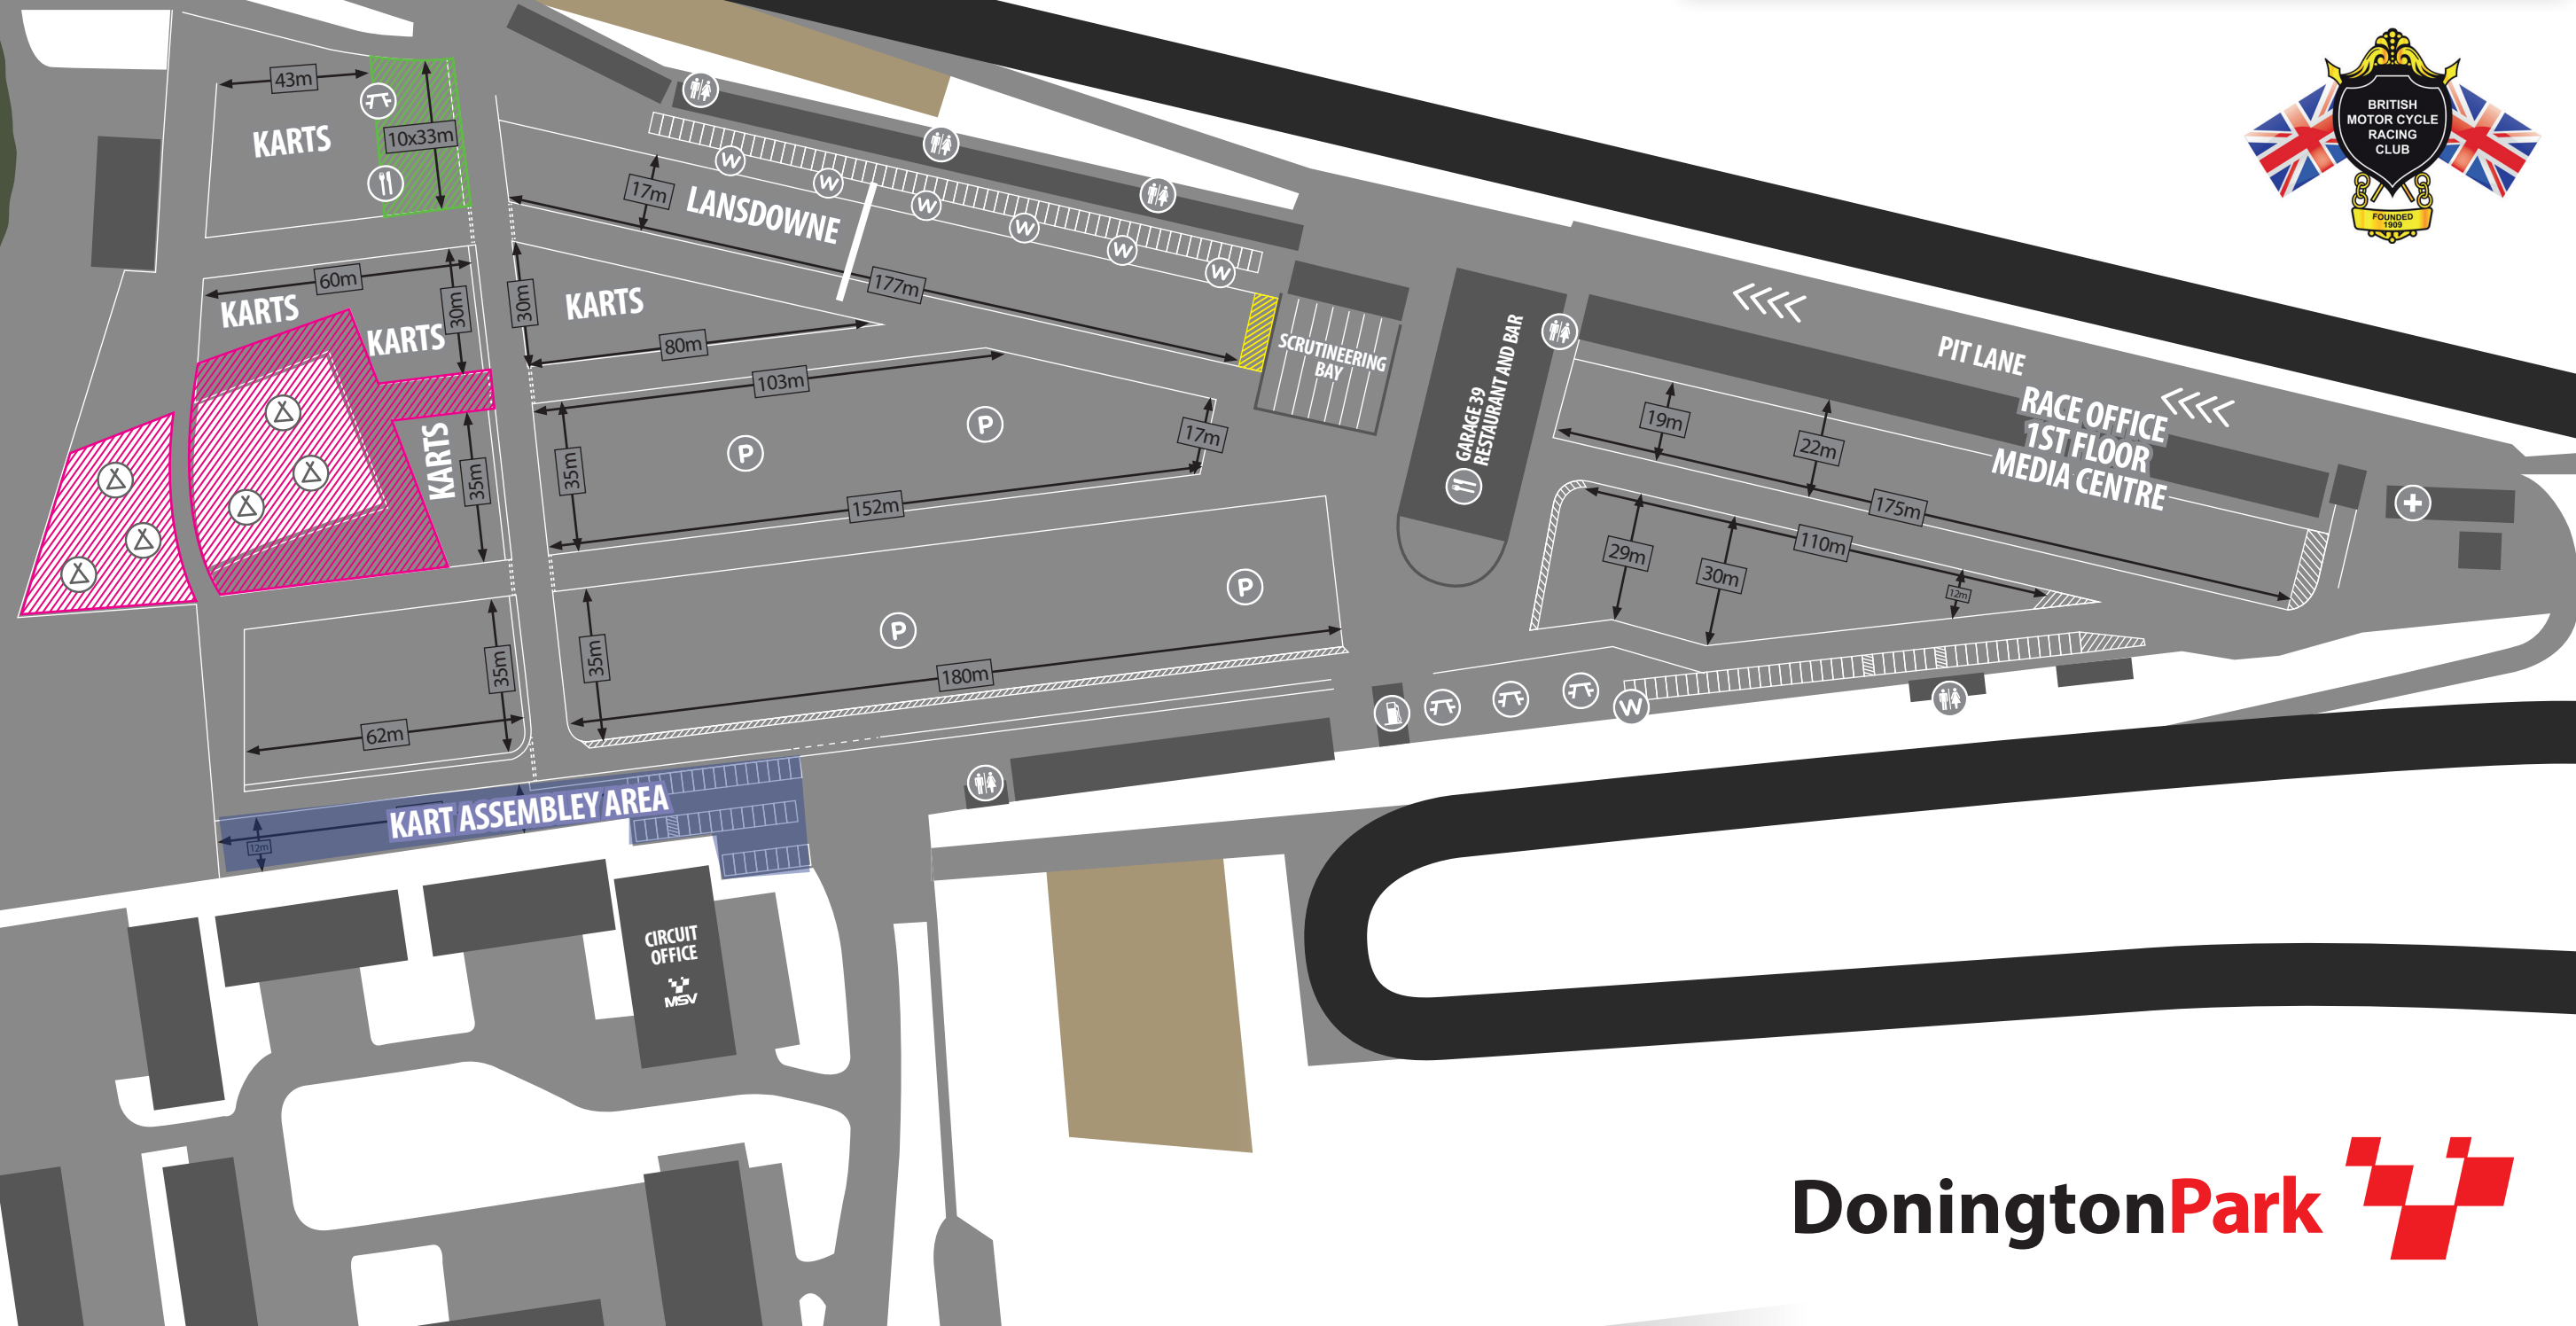 BRITISH
MOTOR CYCLE
RACING
CLUB
FOUNDED
1909
43m
KARTS
10x33m
17m
LANSDOWNE
W
W
W
W
W
W
177m
60m
KARTS
KARTS
30m
30m
KARTS
80m
SCRUTINEERING
BAY
GARAGE 39
RESTAURANT AND BAR
PIT LANE
RACE OFFICE
1ST FLOOR
MEDIA CENTRE
19m
22m
175m
103m
P
P
17m
35m
152m
KARTS
35m
110m
29m
30m
12m
P
P
35m
180m
35m
62m
W
KART ASSEMBLEY AREA
12m
CIRCUIT
OFFICE
MSV
DoningtonPark